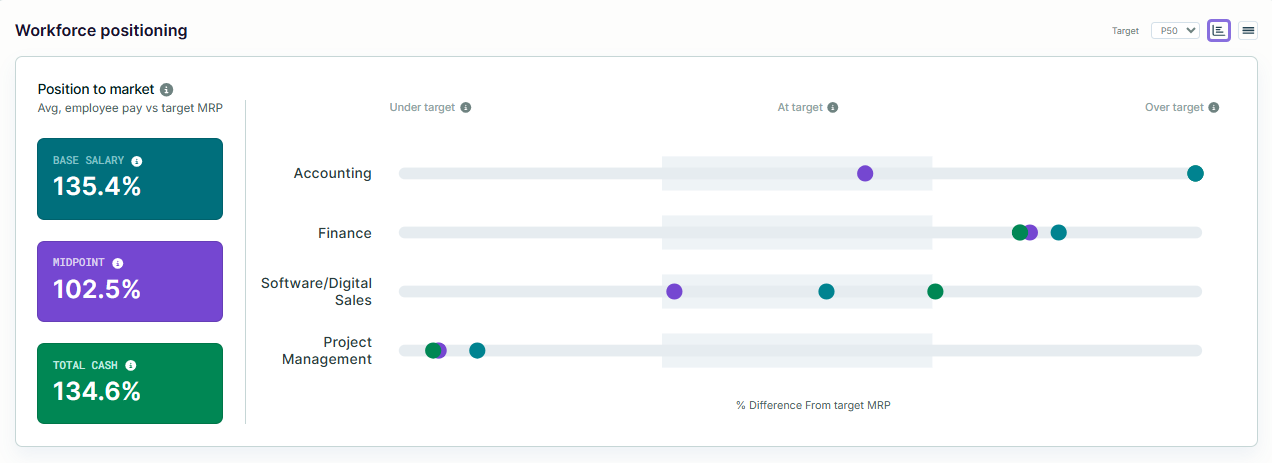 Workforce positioning
Target
P50
Position to market
Avg, employee pay vs target MRP
BASE SALARY
135.4%
MIDPOINT
102.5%
TOTAL CASH
134.6%
Under target
At target
Over target
Accounting
Finance
Software/Digital
Sales
Project
Management
% Difference From target MRP